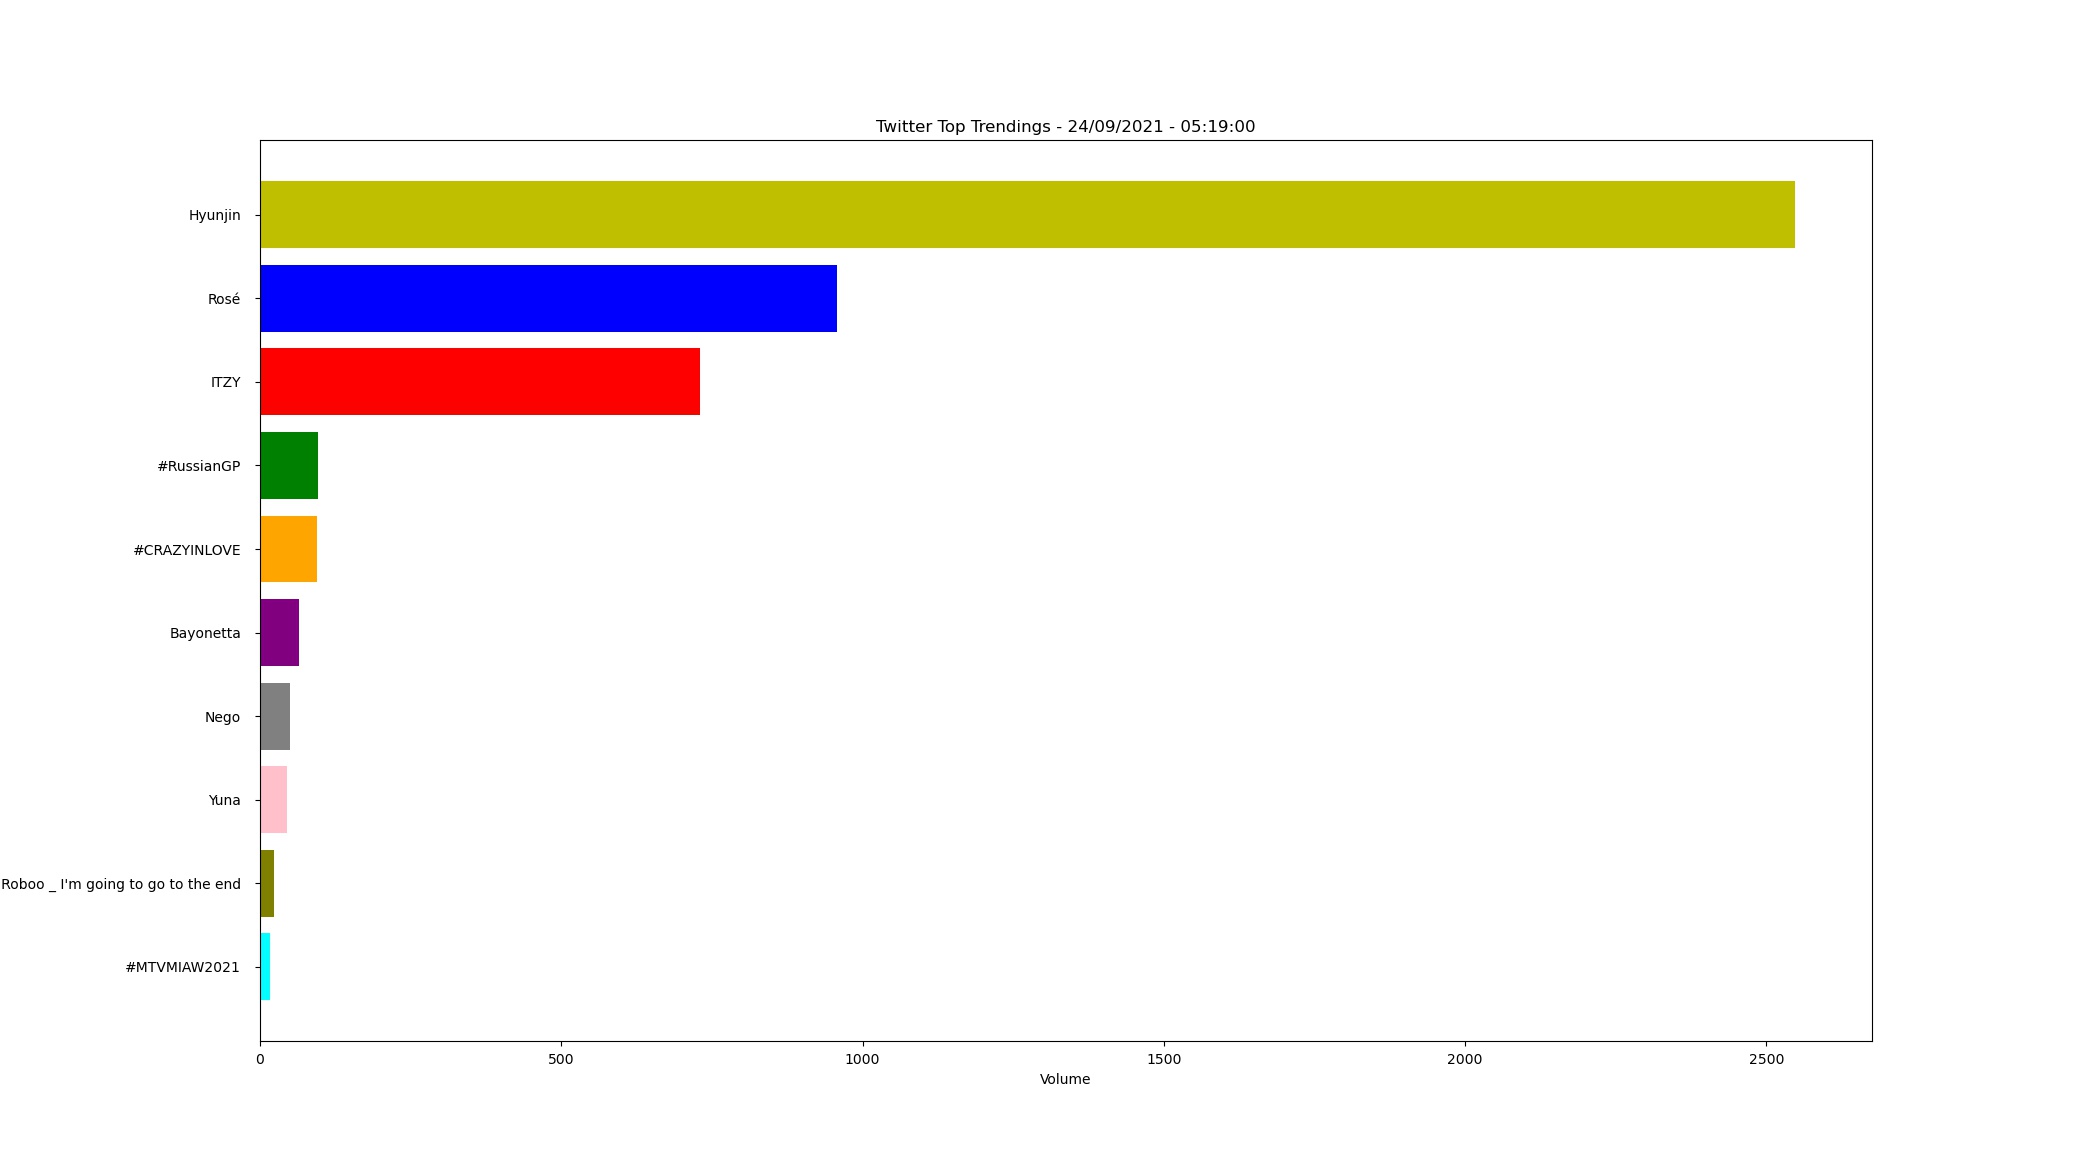 Twitter Top Trendings - 24/09/2021 - 05:19:00
Hyunjin
Rosé
ITZY
#RussianGP
#CRAZYINLOVE
Bayonetta
Nego
Yuna
Roboo _ I'm going to go to the end
#MTVMIAW2021
0 500 1000 1500 2000 2500
Volume